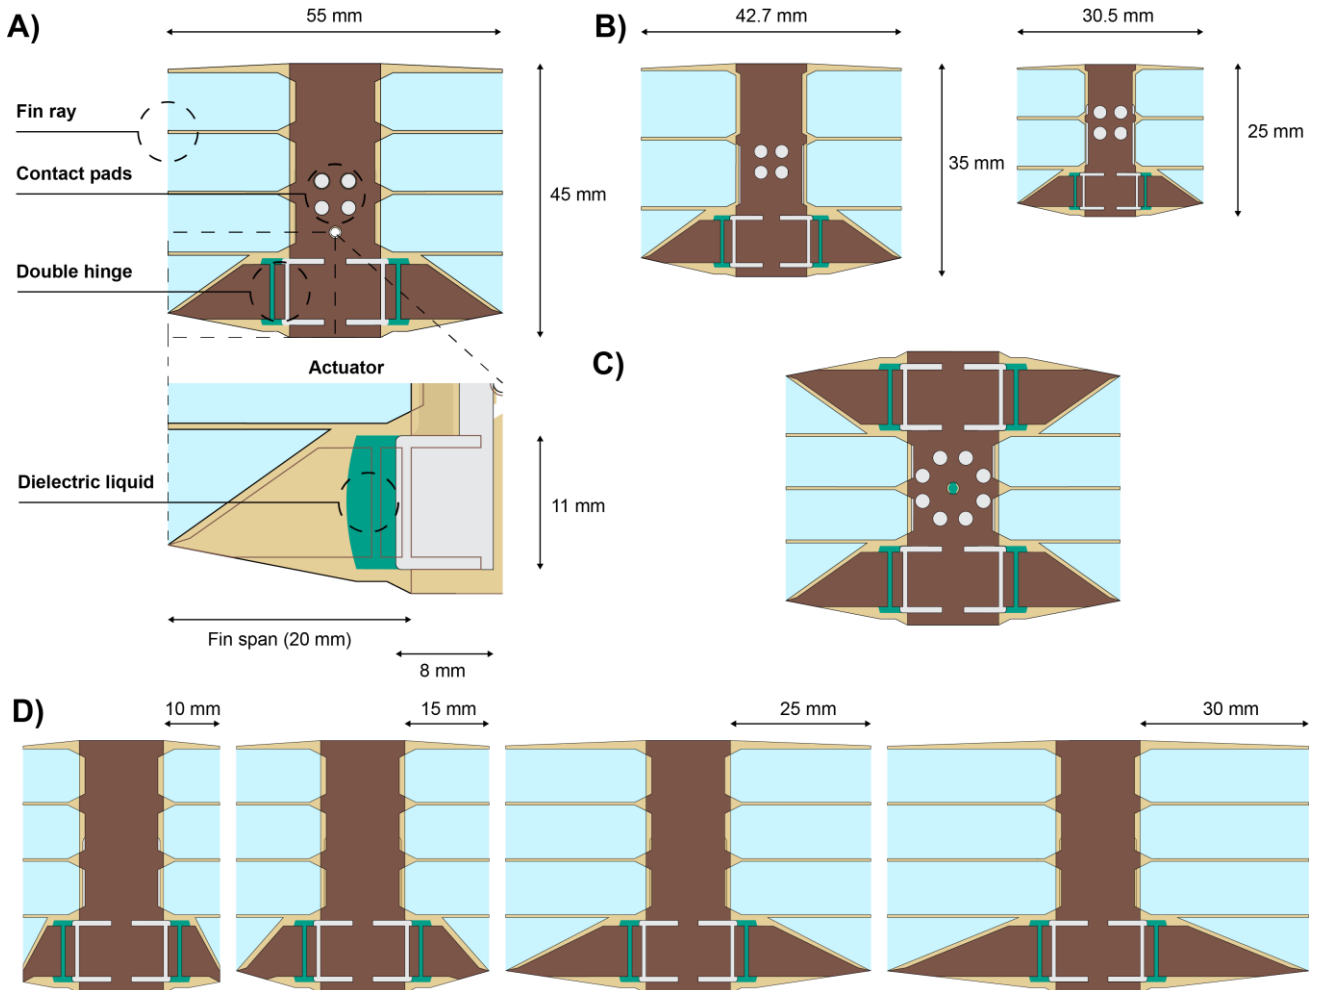 A)
55 mm
B)
42.7 mm
30.5 mm
Fin ray
Contact pads
Double hinge
45 mm
35 mm
25 mm
Actuator
C)
Dielectric liquid
11 mm
Fin span (20 mm)
8 mm
D)
10 mm
15 mm
25 mm
30 mm